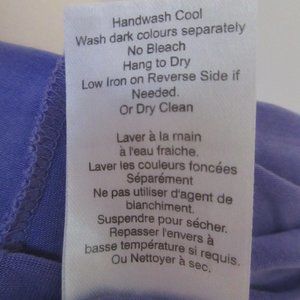 Handwash Cool
Wash dark colours separately
No Bleach
Hang to Dry
Low Iron on Reverse Side if
Needed.
Or Dry Clean
Laver à la main
à l'eau fraiche.
Laver les couleurs foncées
Séparément
Ne pas utiliser d'agent de
bianchiment.
Suspendre pour sécher.
Repasser l'envers à
basse température si requis.
Ou Nettoyer à sec.